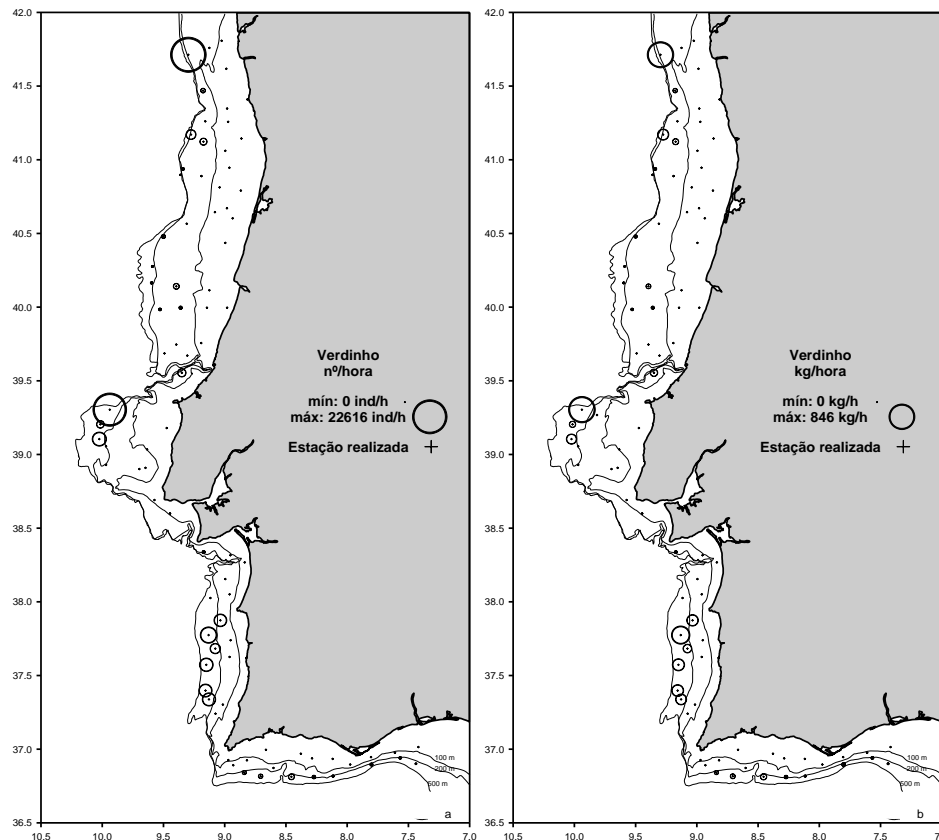 42.0
41.5
41.0
40.5
40.0
39.5
39.0
38.5
38.0
37.5
37.0
36.5
10.5 10.0 9.5 9.0 8.5 8.0 7.5 7.0
Verdinho
nº/hora
mín: 0 ind/h
máx: 22616 ind/h
Estação realizada
100 m
200 m
500 m
a
42.0
41.5
41.0
40.5
40.0
39.5
39.0
38.5
38.0
37.5
37.0
36.5
10.5 10.0 9.5 9.0 8.5 8.0 7.5 7.0
Verdinho
kg/hora
mín: 0 kg/h
máx: 846 kg/h
Estação realizada
100 m
200 m
500 m
b